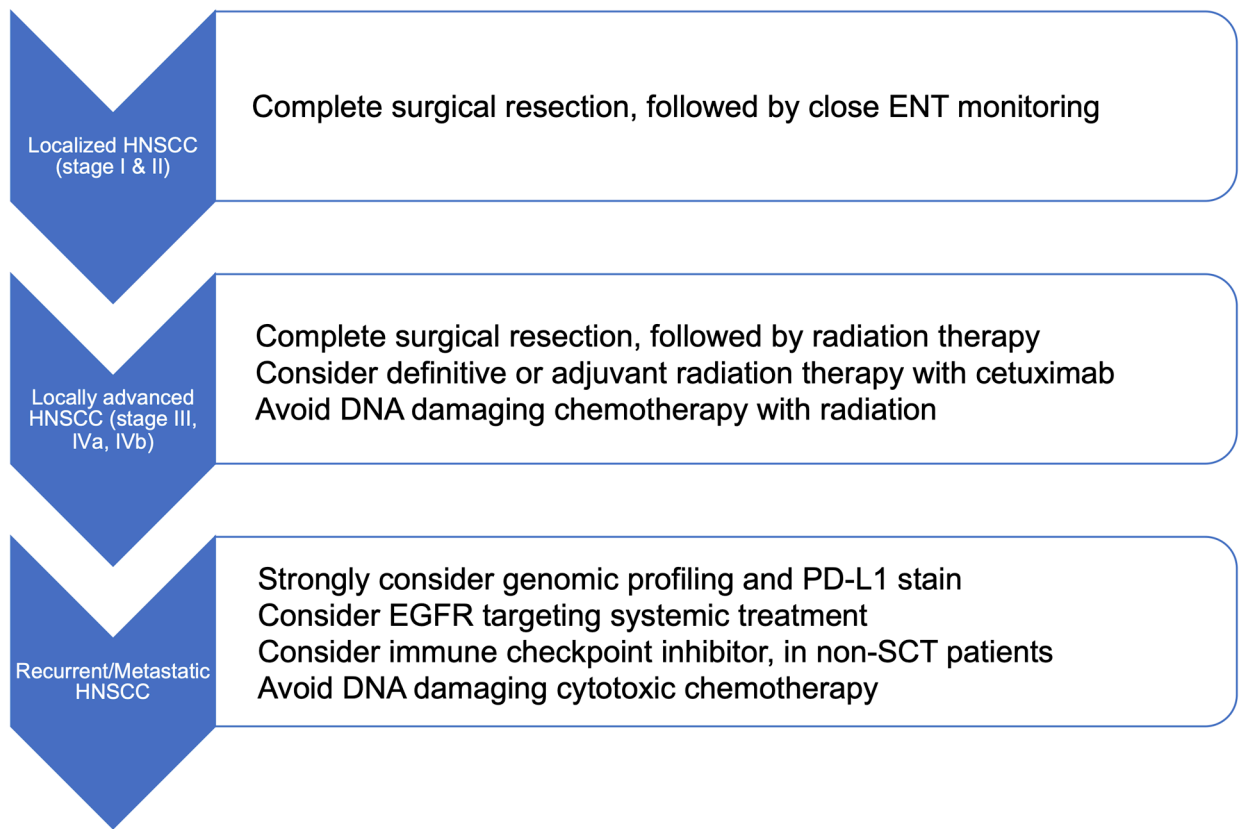 Localized HNSCC
(stage I & II)
Complete surgical resection, followed by close ENT monitoring
Locally advanced
HNSCC (stage III,
IVa, IVb)
Complete surgical resection, followed by radiation therapy
Consider definitive or adjuvant radiation therapy with cetuximab
Avoid DNA damaging chemotherapy with radiation
Recurrent/Metastatic
HNSCC
Strongly consider genomic profiling and PD-L1 stain
Consider EGFR targeting systemic treatment
Consider immune checkpoint inhibitor, in non-SCT patients
Avoid DNA damaging cytotoxic chemotherapy